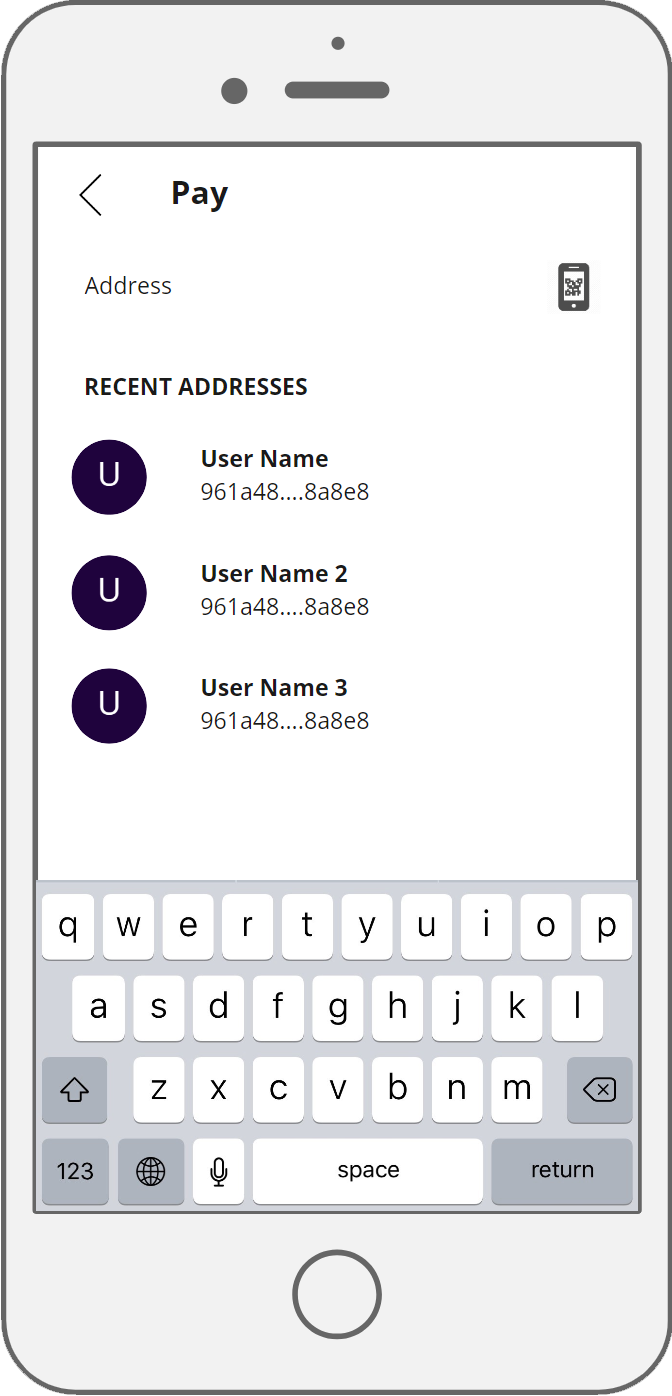 Pay
Address
RECENT ADDRESSES
U
User Name
961a48....8a8e8
U
User Name 2
961a48....8a8e8
U
User Name 3
961a48....8a8e8
q w e r t y u i o p
a s d f g h j k l
z x c v b n m
123 space return